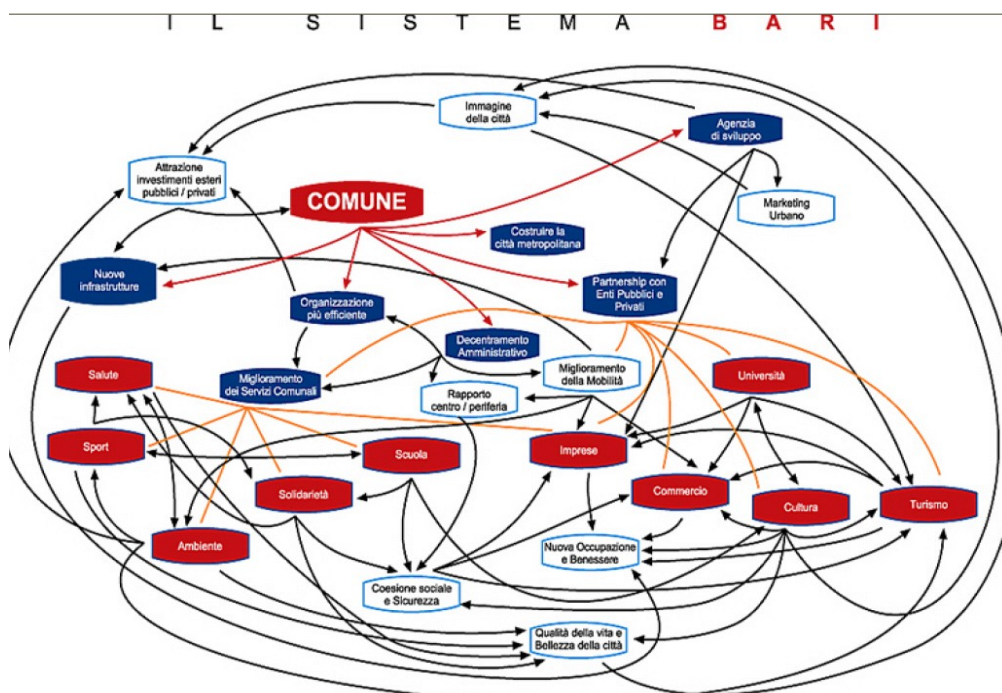 IL SISTEMA BARI
Immagine
della città
Agenzia
di sviluppo
Attrazione
investimenti esteri
pubblici / privati
COMUNE
Marketing
Urbano
Costruire la
città metropolitana
Nuove
infrastrutture
Organizzazione
più efficiente
Partnership con
Enti Pubblici e
Privati
Decentramento
Amministrativo
Salute
Miglioramento
dei Servizi Comunali
Rapporto
centro / periferia
Miglioramento
della Mobilità
Università
Sport
Scuola
Imprese
Solidarietà
Commercio
Cultura
Turismo
Ambiente
Nuova Occupazione
e Benessere
Coesione sociale
e Sicurezza
Qualità della vita e
Bellezza della città